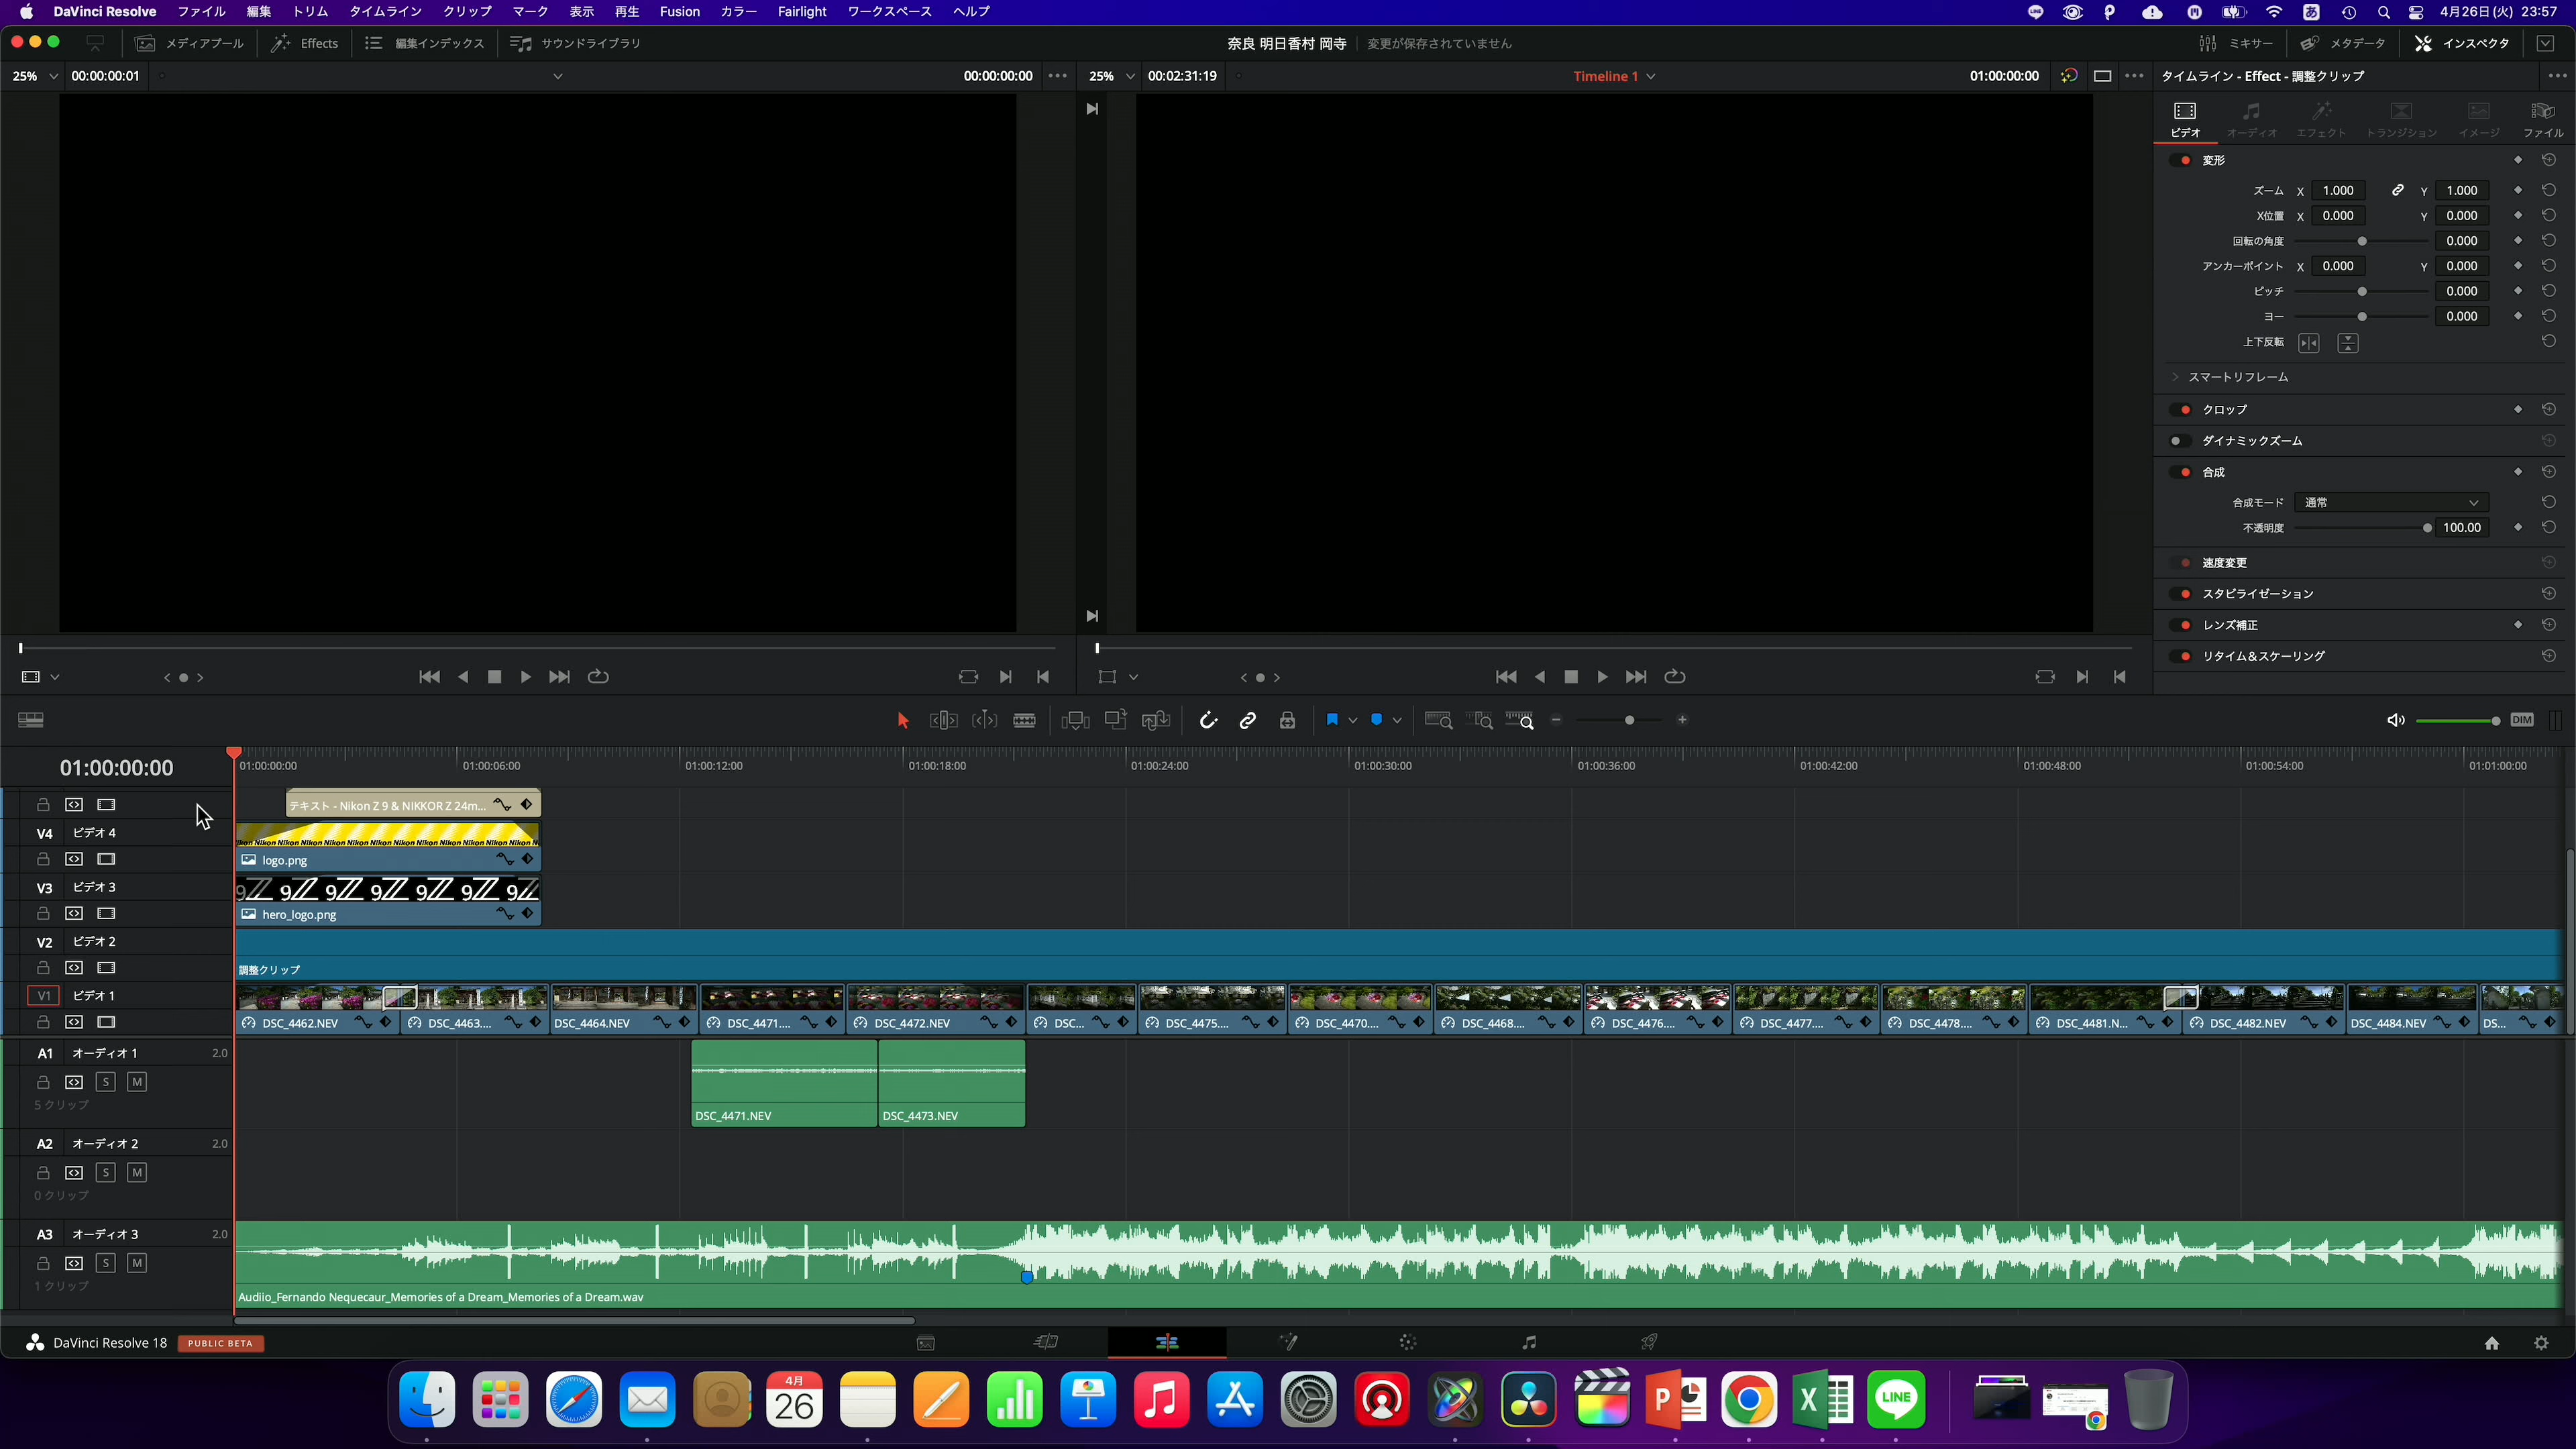 DaVinci Resolve ファイル 編集 トリム タイムライン クリップ マーク 表示 再生 Fusion カラー Fairlight ワークスペース ヘルプ あ 4月26日(火) 23:57
メディアプール Effects 編集インデックス サウンドライブラリ 奈良 明日香村 岡寺 変更が保存されていません ミキサー メタデータ インスペクタ
25% 00:00:00:01 00:00:00:00 25% 00:02:31:19 Timeline 1 01:00:00:00 タイムライン - Effect - 調整クリップ
ビデオ オーディオ エフェクト トランジション イメージ ファイル
変形
ズーム X 1.000 Y 1.000
X位置 X 0.000 Y 0.000
回転の角度 0.000
アンカーポイント X 0.000 Y 0.000
ピッチ 0.000
ヨー 0.000
上下反転
スマートリフレーム
クロップ
ダイナミックズーム
合成
合成モード 通常
不透明度 100.00
速度変更
スタビライゼーション
レンズ補正
リタイム＆スケーリング
DIM
01:00:00:00 01:00:00:00 01:00:06:00 01:00:12:00 01:00:18:00 01:00:24:00 01:00:30:00 01:00:36:00 01:00:42:00 01:00:48:00 01:00:54:00 01:01:00:00
テキスト - Nikon Z 9 & NIKKOR Z 24m...
V4 ビデオ 4
Nikon Nikon Nikon Nikon Nikon Nikon Nikon Nikon Nikon Nikon
logo.png
V3 ビデオ 3
9Z 9Z 9Z 9Z 9Z 9Z 9Z
hero_logo.png
V2 ビデオ 2
調整クリップ
V1 ビデオ 1
DSC_4462.NEV DSC_4463.... DSC_4464.NEV DSC_4471.... DSC_4472.NEV DSC... DSC_4475.... DSC_4470.... DSC_4468.... DSC_4476.... DSC_4477.... DSC_4478.... DSC_4481.N... DSC_4482.NEV DSC_4484.NEV DS...
A1 オーディオ 1 2.0
S M
5 クリップ
DSC_4471.NEV DSC_4473.NEV
A2 オーディオ 2 2.0
S M
0 クリップ
A3 オーディオ 3 2.0
S M
1 クリップ
Audiio_Fernando Nequecaur_Memories of a Dream_Memories of a Dream.wav
DaVinci Resolve 18 PUBLIC BETA
4月
26
P
X
LINE